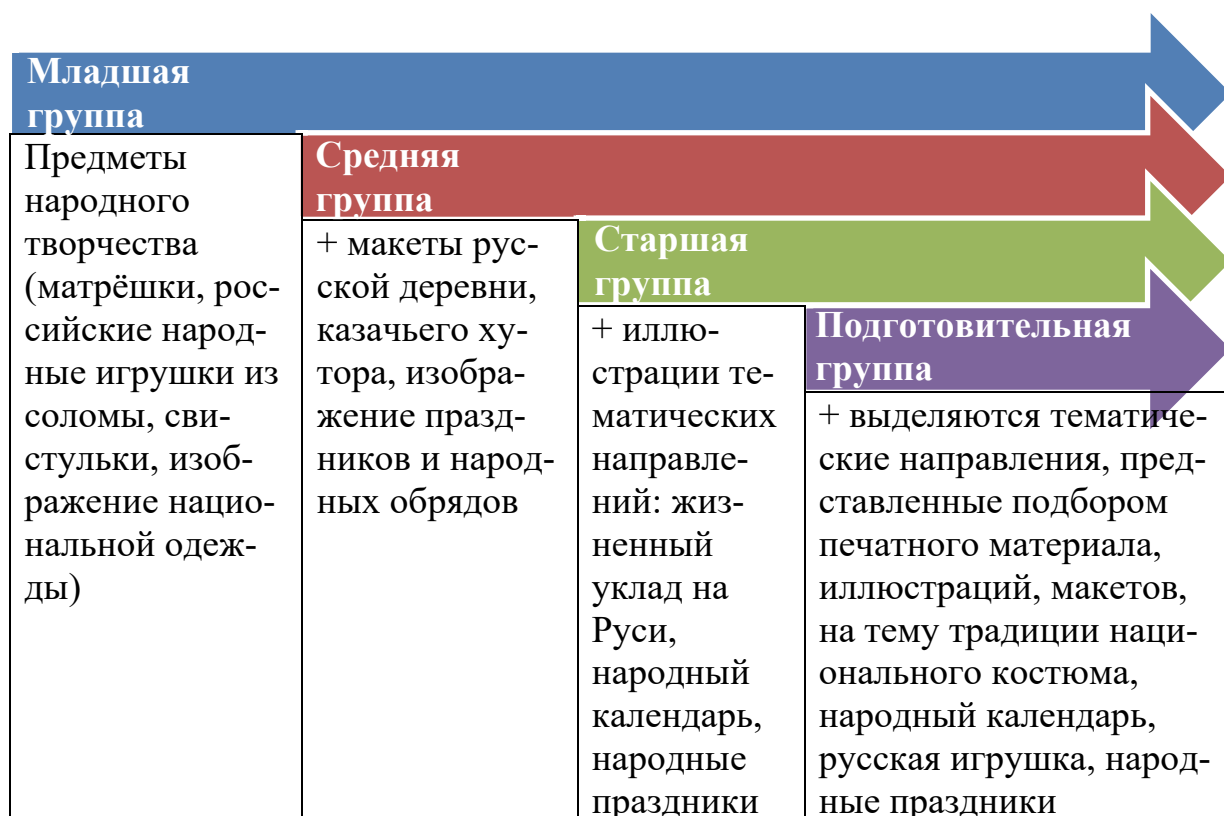 Младшая
группа
Предметы
народного
творчества
(матрёшки, рос-
сийские народ-
ные игрушки из
соломы, сви-
стульки, изоб-
ражение нацио-
нальной одеж-
ды)
Средняя
группа
+ макеты рус-
ской деревни,
казачьего ху-
тора, изобра-
жение празд-
ников и народ-
ных обрядов
Старшая
группа
+ иллю-
страции те-
матических
направле-
ний: жиз-
ненный
уклад на
Руси,
народный
календарь,
народные
праздники
Подготовительная
группа
+ выделяются тематиче-
ские направления, пред-
ставленные подбором
печатного материала,
иллюстраций, макетов,
на тему традиции наци-
онального костюма,
народный календарь,
русская игрушка, народ-
ные праздники